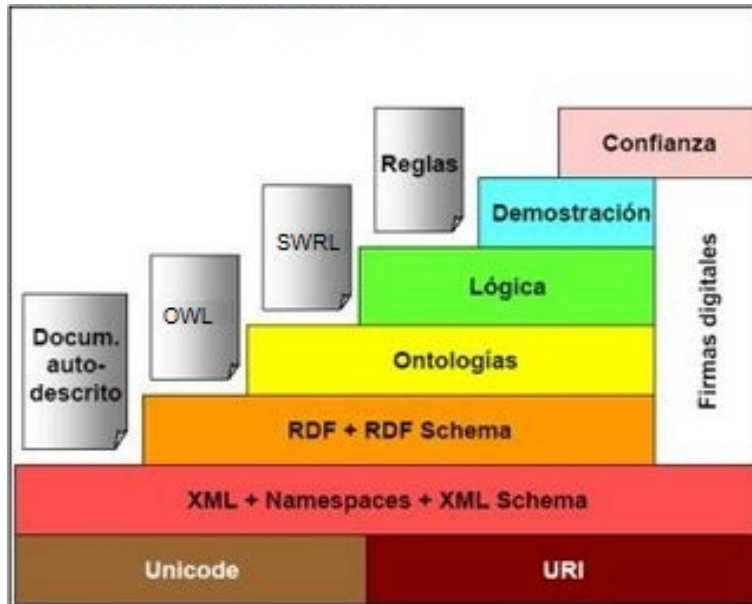 Reglas
Confianza
Demostración
SWRL
Lógica
OWL
Docum.
auto-
descrito
Ontologías
Firmas digitales
RDF + RDF Schema
XML + Namespaces + XML Schema
Unicode
URI